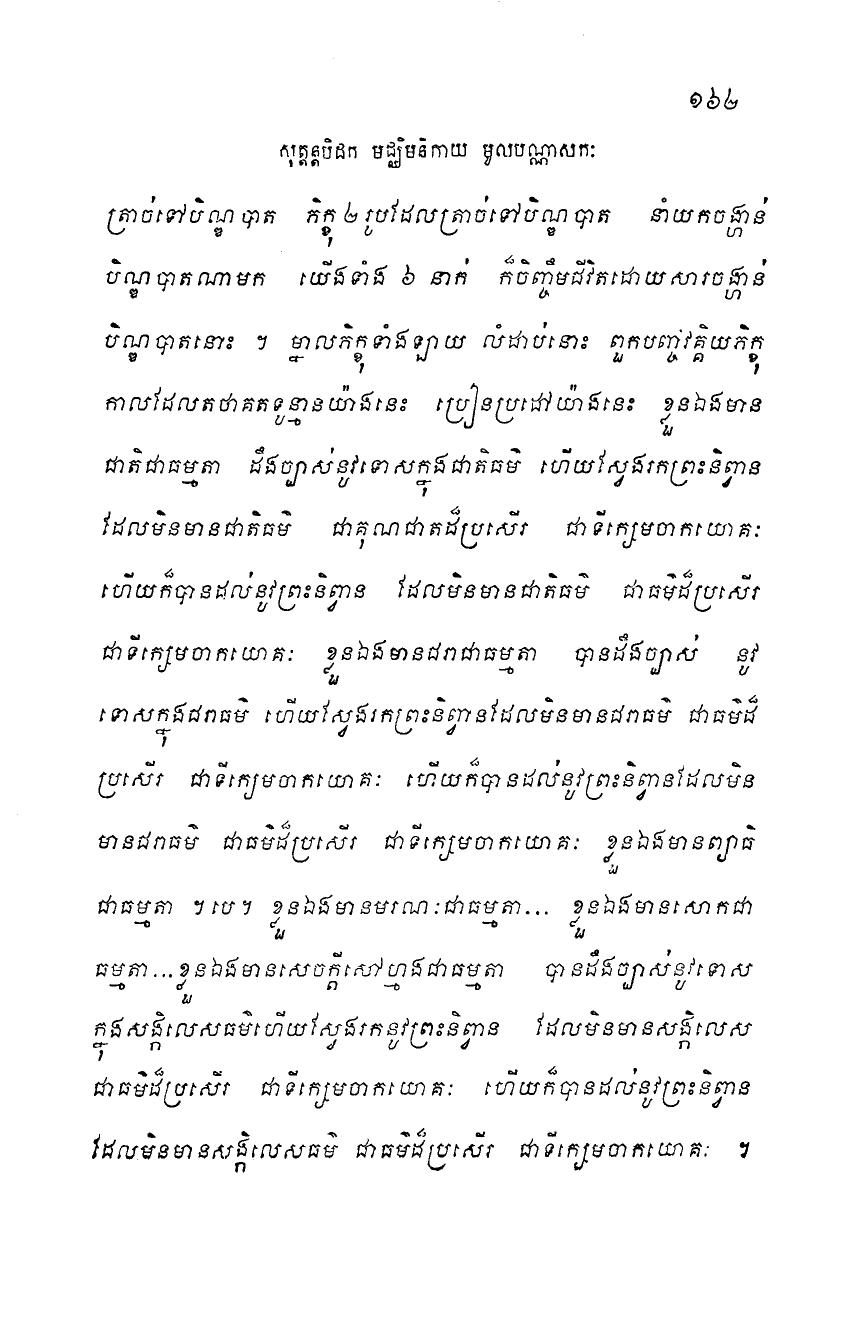 ១៦២
សុត្តន្តបិដក មជ្ឈិមនិកាយ មូលបណ្ណាសកៈ
ត្រាច់ទៅបិណ្ឌបាត ភិក្ខុ ២ រូបដែលត្រាច់ទៅបិណ្ឌបាត នាំយកចង្ហាន់
បិណ្ឌបាតណាមក យើងទាំង ៦ នាក់ ក៏ចិញ្ចឹមជីវិតដោយសារចង្ហាន់
បិណ្ឌបាតនោះ ។ ម្នាលភិក្ខុទាំងឡាយ លំដាប់នោះ ពួកបញ្ចវគ្គិយភិក្ខុ
កាលដែលតថាគតទូន្មានយ៉ាងនេះ ប្រៀនប្រដៅយ៉ាងនេះ ខ្លួនឯងមាន
ជាតិជាធម្មតា ដឹងច្បាស់នូវទោសក្នុងជាតិធម៌ ហើយស្វែងរកព្រះនិព្វាន
ដែលមិនមានជាតិធម៌ ជាគុណជាតដ៏ប្រសើរ ជាទីក្សេមចាកយោគៈ
ហើយក៏បានដល់នូវព្រះនិព្វាន ដែលមិនមានជាតិធម៌ ជាធម៌ដ៏ប្រសើរ
ជាទីក្សេមចាកយោគៈ ខ្លួនឯងមានជរាជាធម្មតា បានដឹងច្បាស់ នូវ
ទោសក្នុងជរាធម៌ ហើយស្វែងរកព្រះនិព្វានដែលមិនមានជរាធម៌ ជាធម៌ដ៏
ប្រសើរ ជាទីក្សេមចាកយោគៈ ហើយក៏បានដល់នូវព្រះនិព្វានដែលមិន
មានជរាធម៌ ជាធម៌ដ៏ប្រសើរ ជាទីក្សេមចាកយោគៈ ខ្លួនឯងមានព្យាធិ
ជាធម្មតា ។បេ។ ខ្លួនឯងមានមរណៈជាធម្មតា... ខ្លួនឯងមានសោកជា
ធម្មតា...ខ្លួនឯងមានសេចក្តីសៅហ្មងជាធម្មតា បានដឹងច្បាស់នូវទោស
ក្នុងសង្កិលេសធម៌ហើយស្វែងរកនូវព្រះនិព្វាន ដែលមិនមានសង្កិលេស
ជាធម៌ដ៏ប្រសើរ ជាទីក្សេមចាកយោគៈ ហើយក៏បានដល់នូវព្រះនិព្វាន
ដែលមិនមានសង្កិលេសធម៌ ជាធម៌ដ៏ប្រសើរ ជាទីក្សេមចាកយោគៈ ។